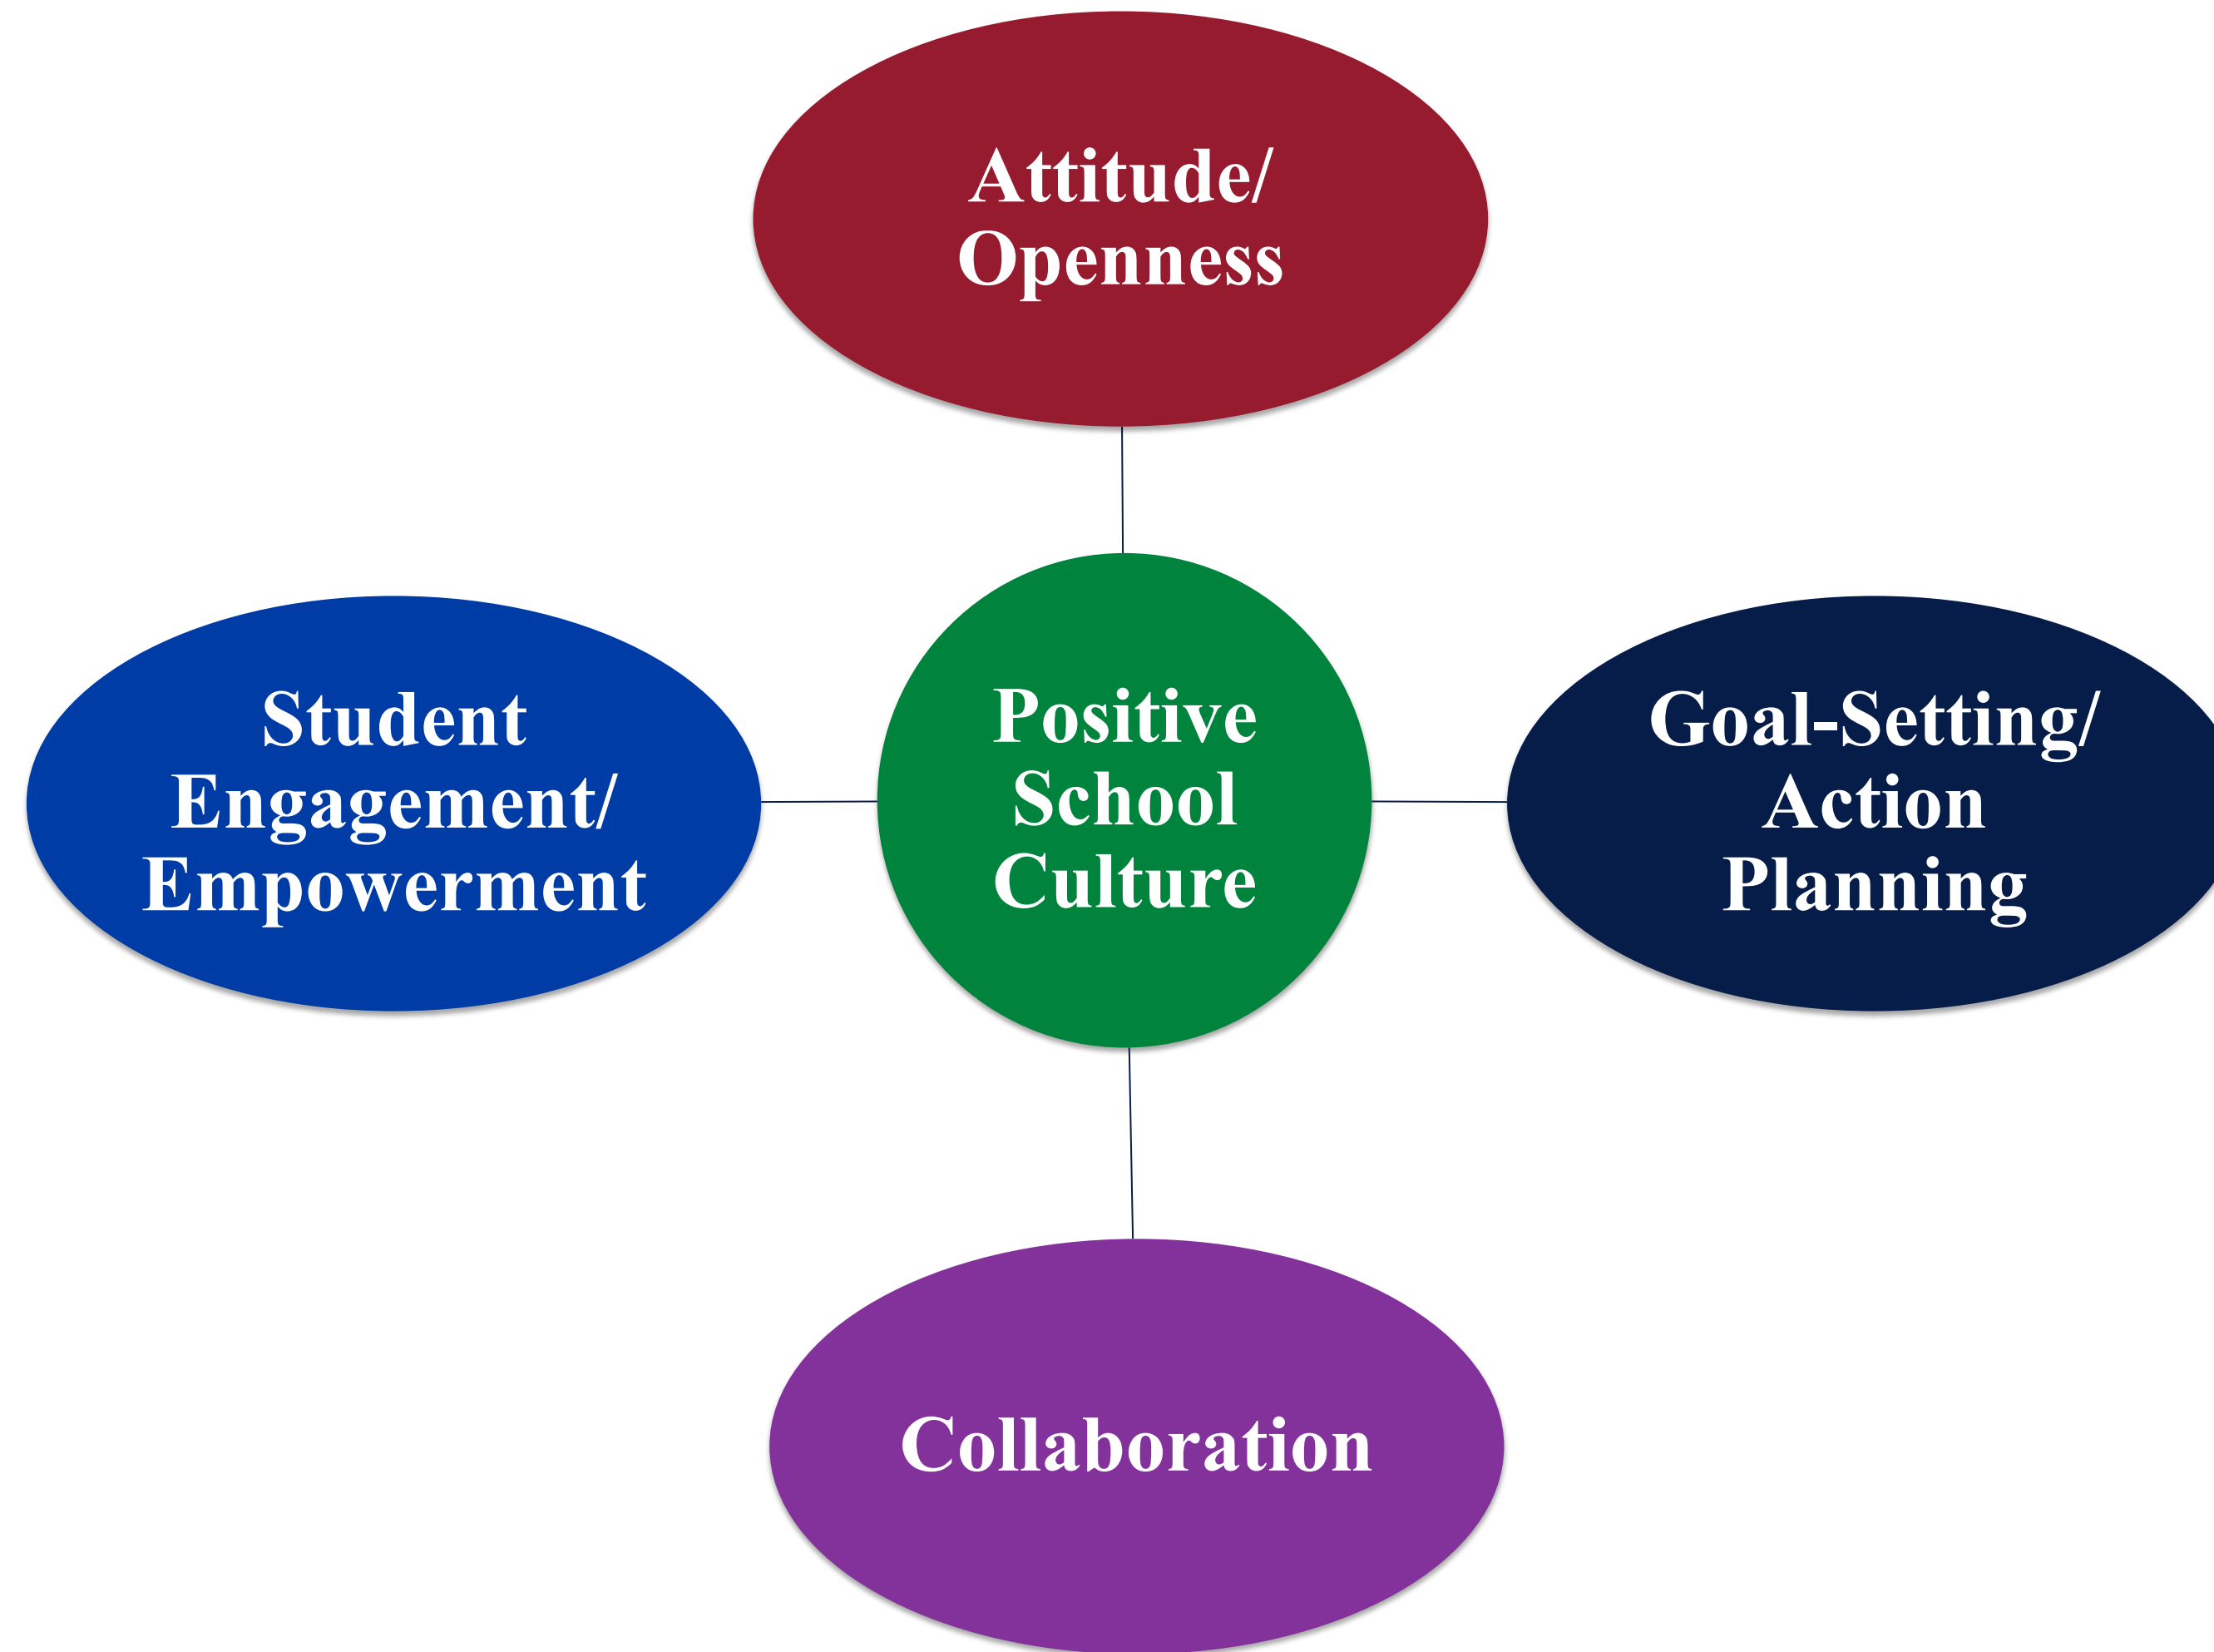 Attitude/
Openness
Student
Engagement/
Empowerment
Positive
School
Culture
Goal-Setting/
Action
Planning
Collaboration